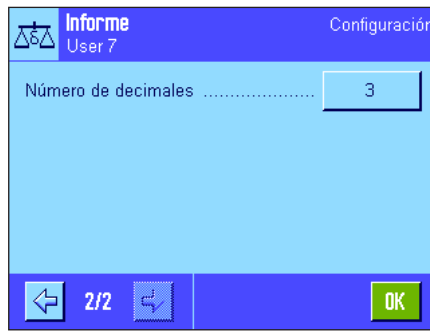 Informe
Configuración
User 7
Número de decimales ..................... 3
2/2
OK